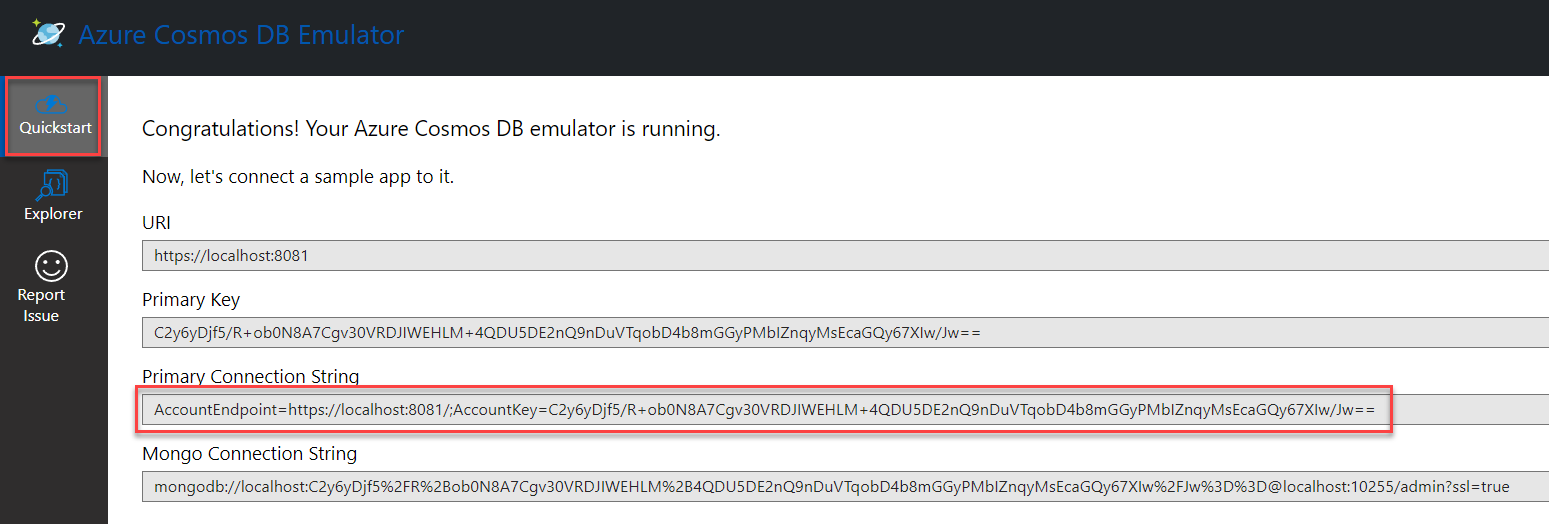 Azure Cosmos DB Emulator
Quickstart
Explorer
Report
Issue
Congratulations! Your Azure Cosmos DB emulator is running.
Now, let's connect a sample app to it.
URI
https://localhost:8081
Primary Key
C2y6yDjf5/R+ob0N8A7Cgv30VRDJIWEHLM+4QDU5DE2nQ9nDuVTqobD4b8mGGyPMbIZnqyMsEcaGQy67XIw/Jw==
Primary Connection String
AccountEndpoint=https://localhost:8081/;AccountKey=C2y6yDjf5/R+ob0N8A7Cgv30VRDJIWEHLM+4QDU5DE2nQ9nDuVTqobD4b8mGGyPMbIZnqyMsEcaGQy67XIw/Jw==
Mongo Connection String
mongodb://localhost:C2y6yDjf5%2FR%2Bob0N8A7Cgv30VRDJIWEHLM%2B4QDU5DE2nQ9nDuVTqobD4b8mGGyPMbIZnqyMsEcaGQy67XIw%2FJw%3D%3D@localhost:10255/admin?ssl=true